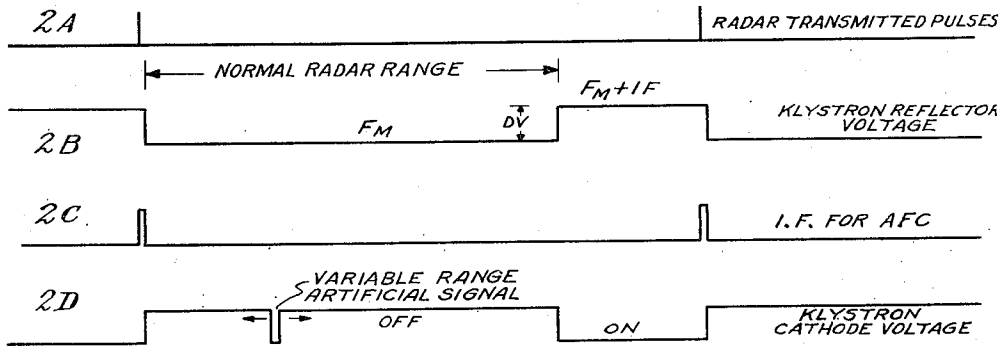 2A
RADAR TRANSMITTED PULSES
NORMAL RADAR RANGE
2B
FM
DV
FM+IF
KLYSTRON REFLECTOR
VOLTAGE
2C
I.F. FOR AFC
2D
VARIABLE RANGE
ARTIFICIAL SIGNAL
OFF
ON
KLYSTRON
CATHODE VOLTAGE